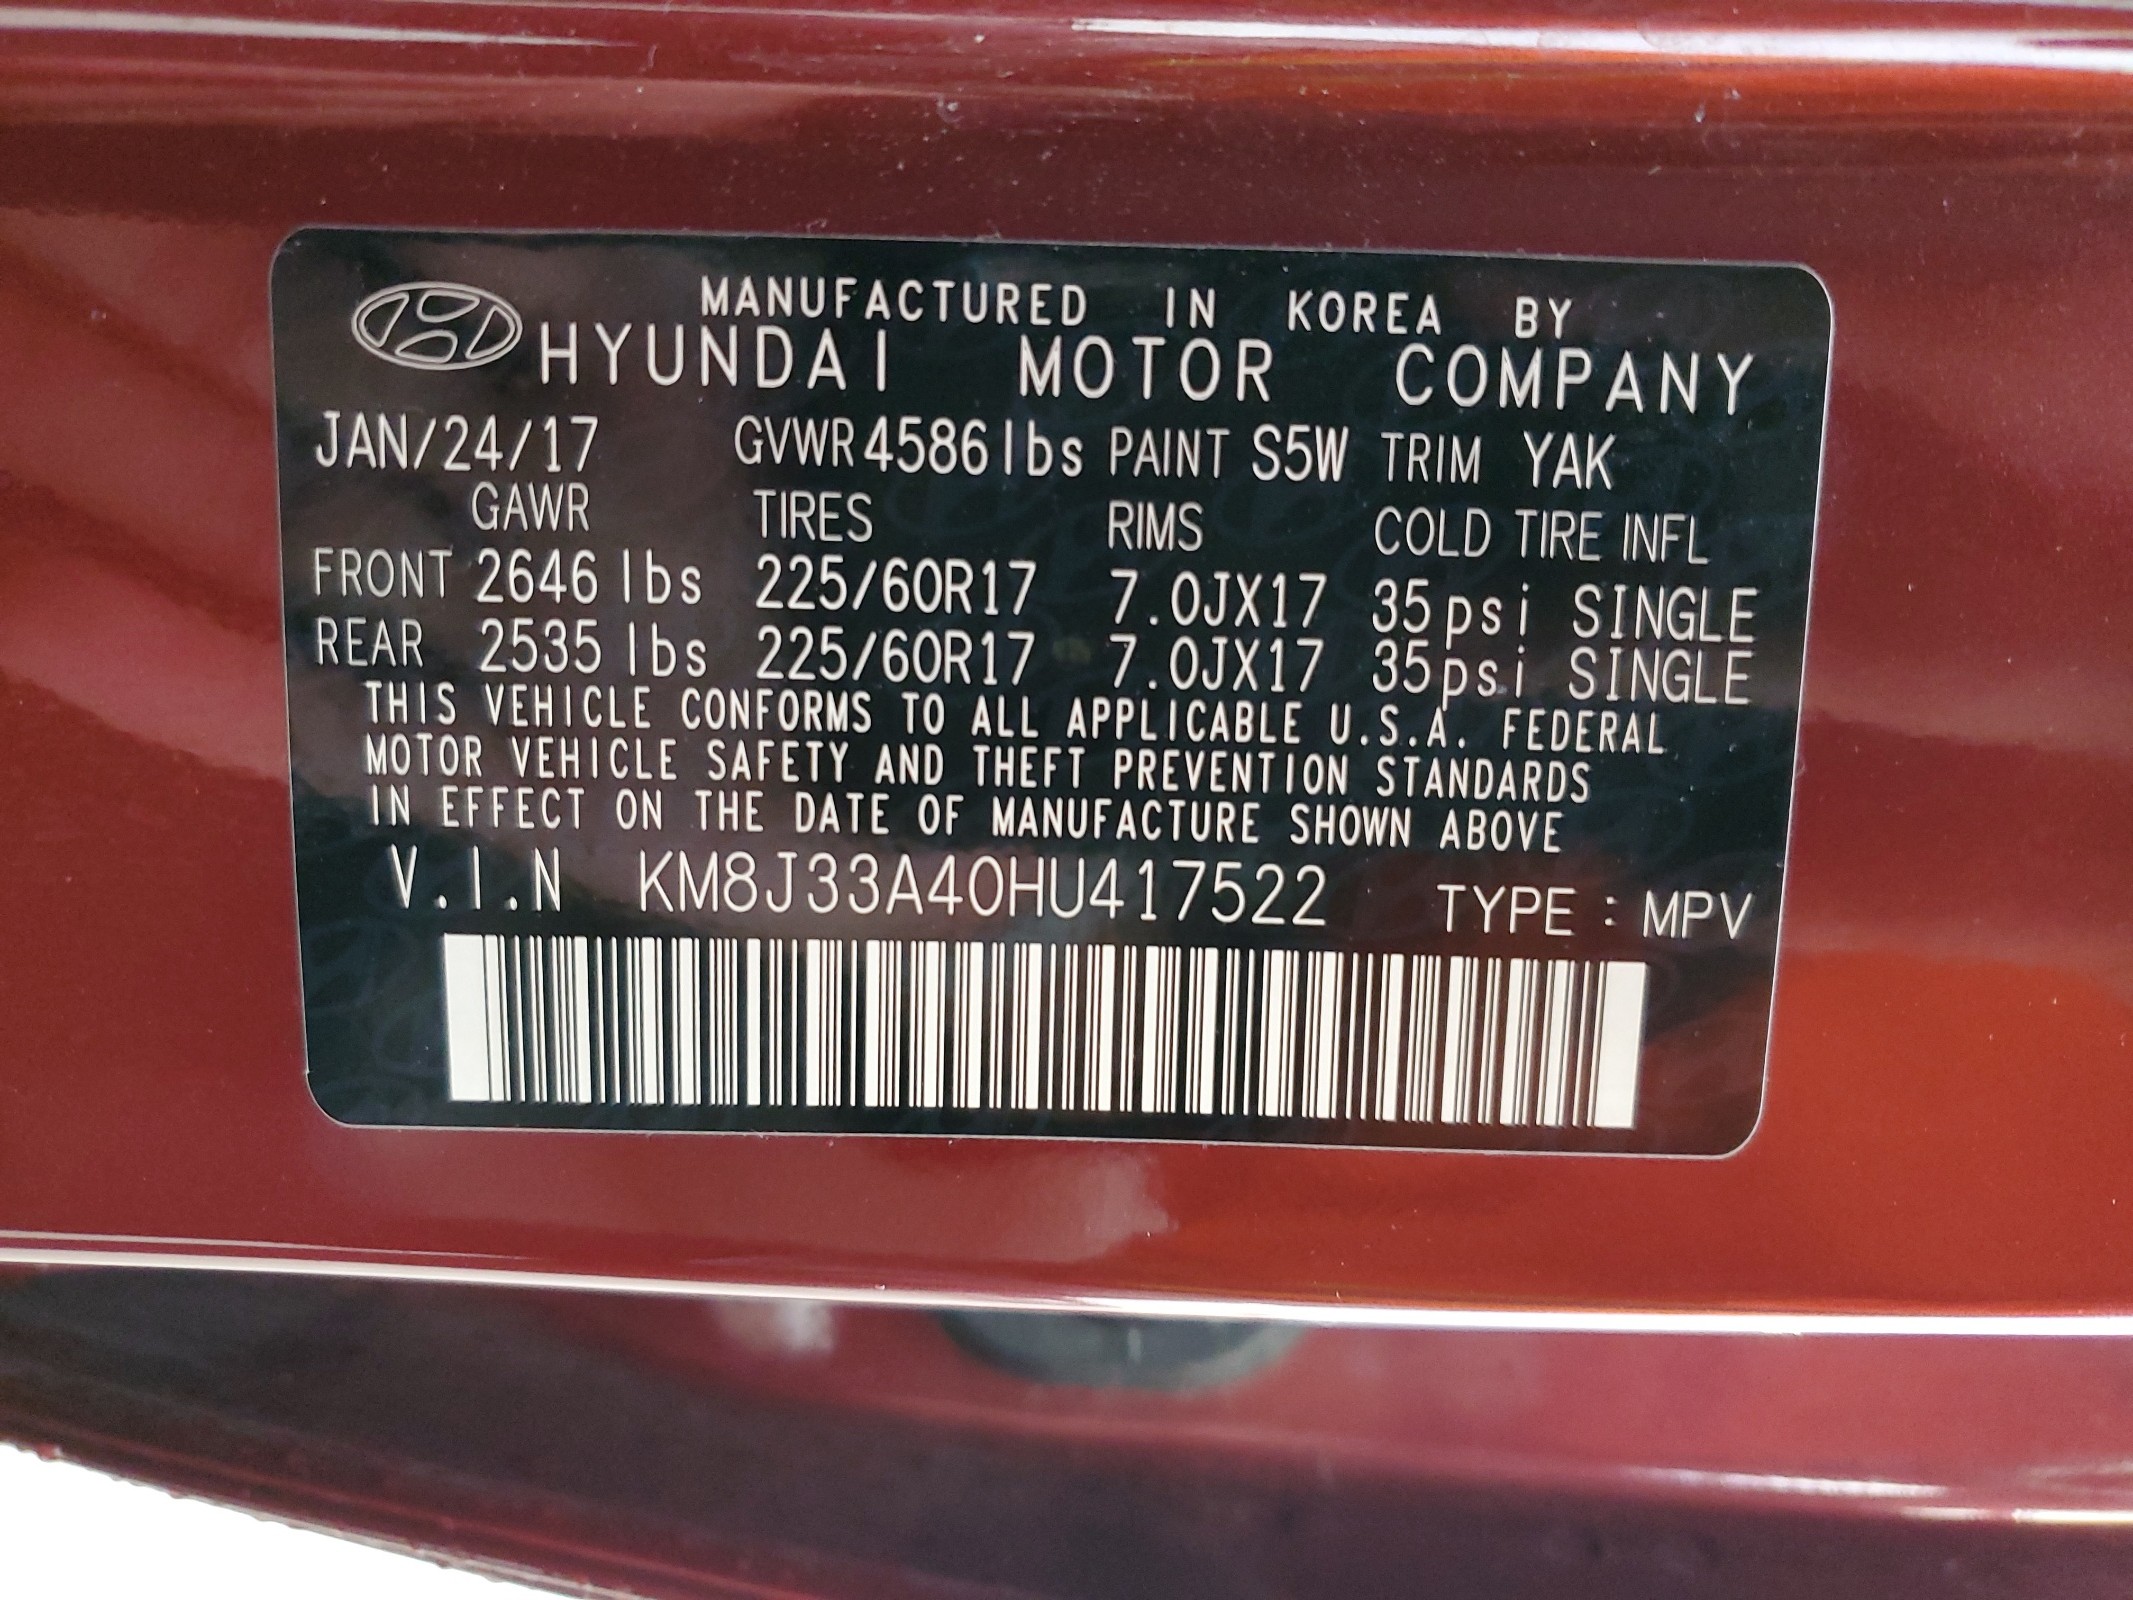 MANUFACTURED IN KOREA BY
HYUNDAI MOTOR COMPANY
JAN/24/17 GVWR 4586lbs PAINT S5W TRIM YAK
GAWR TIRES RIMS COLD TIRE INFL
FRONT 2646 lbs 225/60R17 7.0JX17 35psi SINGLE
REAR 2535 lbs 225/60R17 7.0JX17 35psi SINGLE
THIS VEHICLE CONFORMS TO ALL APPLICABLE U.S.A. FEDERAL
MOTOR VEHICLE SAFETY AND THEFT PREVENTION STANDARDS
IN EFFECT ON THE DATE OF MANUFACTURE SHOWN ABOVE
V.I.N KM8J33A40HU417522 TYPE : MPV